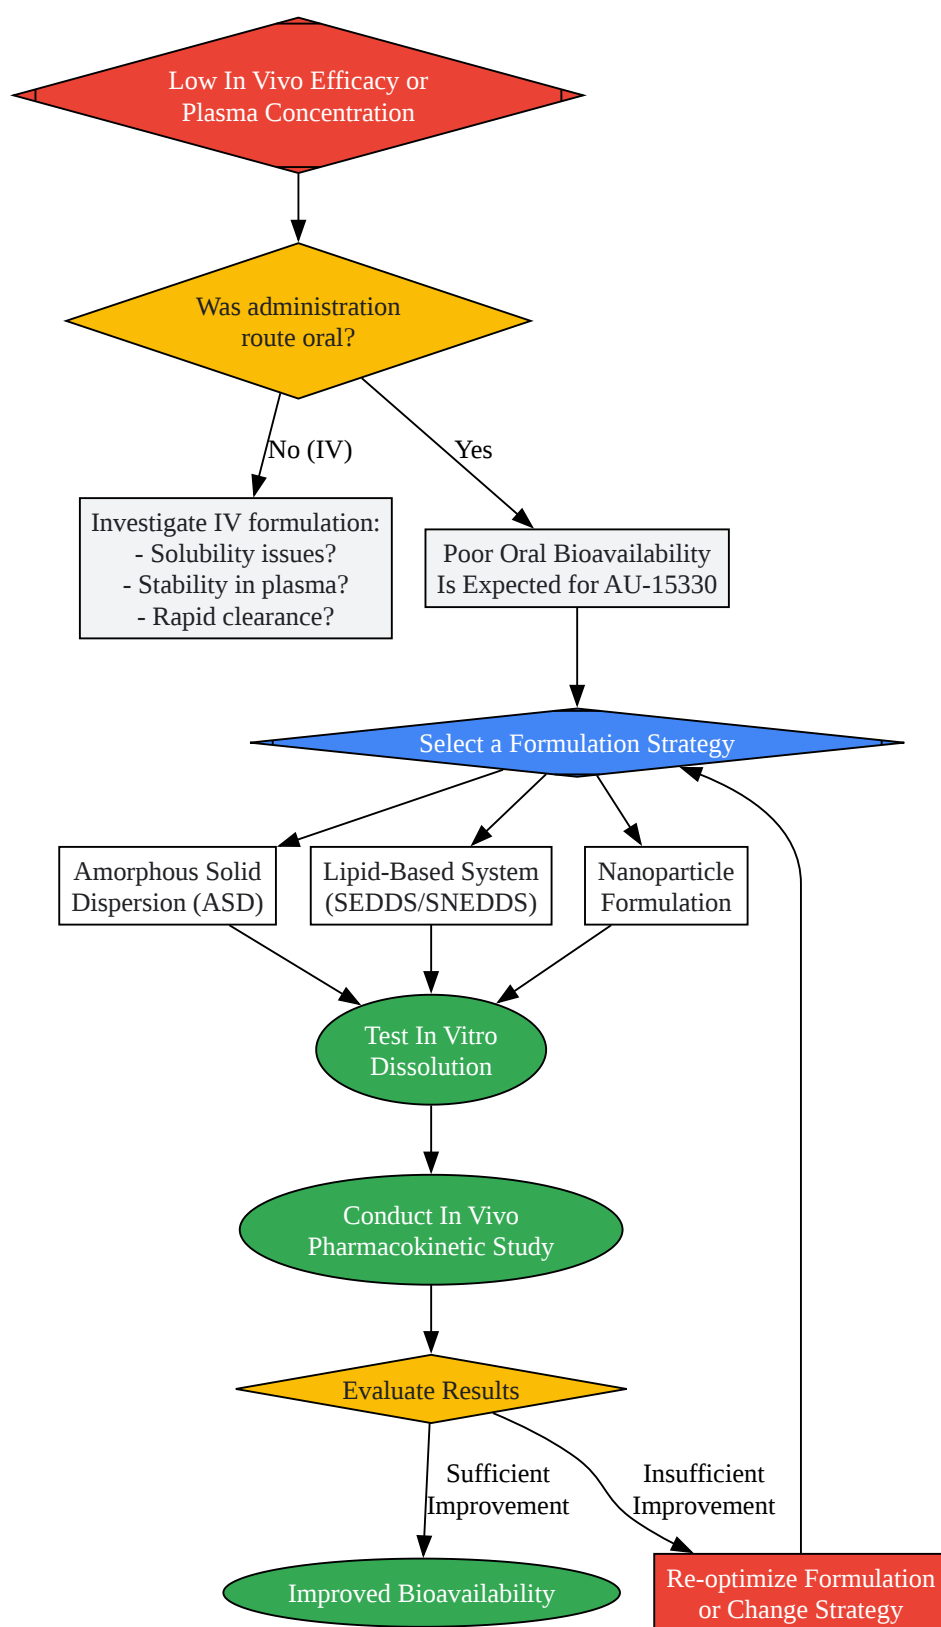 Low In Vivo Efficacy or
Plasma Concentration
Was administration
route oral?
No (IV)
Yes
Investigate IV formulation:
- Solubility issues?
- Stability in plasma?
- Rapid clearance?
Poor Oral Bioavailability
Is Expected for AU-15330
Select a Formulation Strategy
Amorphous Solid
Dispersion (ASD)
Lipid-Based System
(SEDDS/SNEDDS)
Nanoparticle
Formulation
Test In Vitro
Dissolution
Conduct In Vivo
Pharmacokinetic Study
Evaluate Results
Sufficient
Improvement
Insufficient
Improvement
Improved Bioavailability
Re-optimize Formulation
or Change Strategy